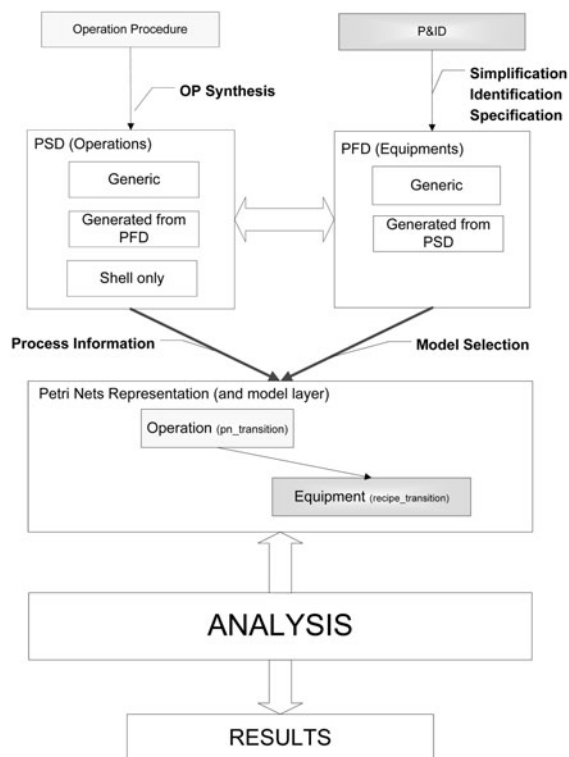 Operation Procedure
P&ID
OP Synthesis
Simplification
Identification
Specification
PSD (Operations)
Generic
Generated from
PFD
Shell only
PFD (Equipments)
Generic
Generated from
PSD
Process Information
Model Selection
Petri Nets Representation (and model layer)
Operation (pn_transition)
Equipment (recipe_transition)
ANALYSIS
RESULTS